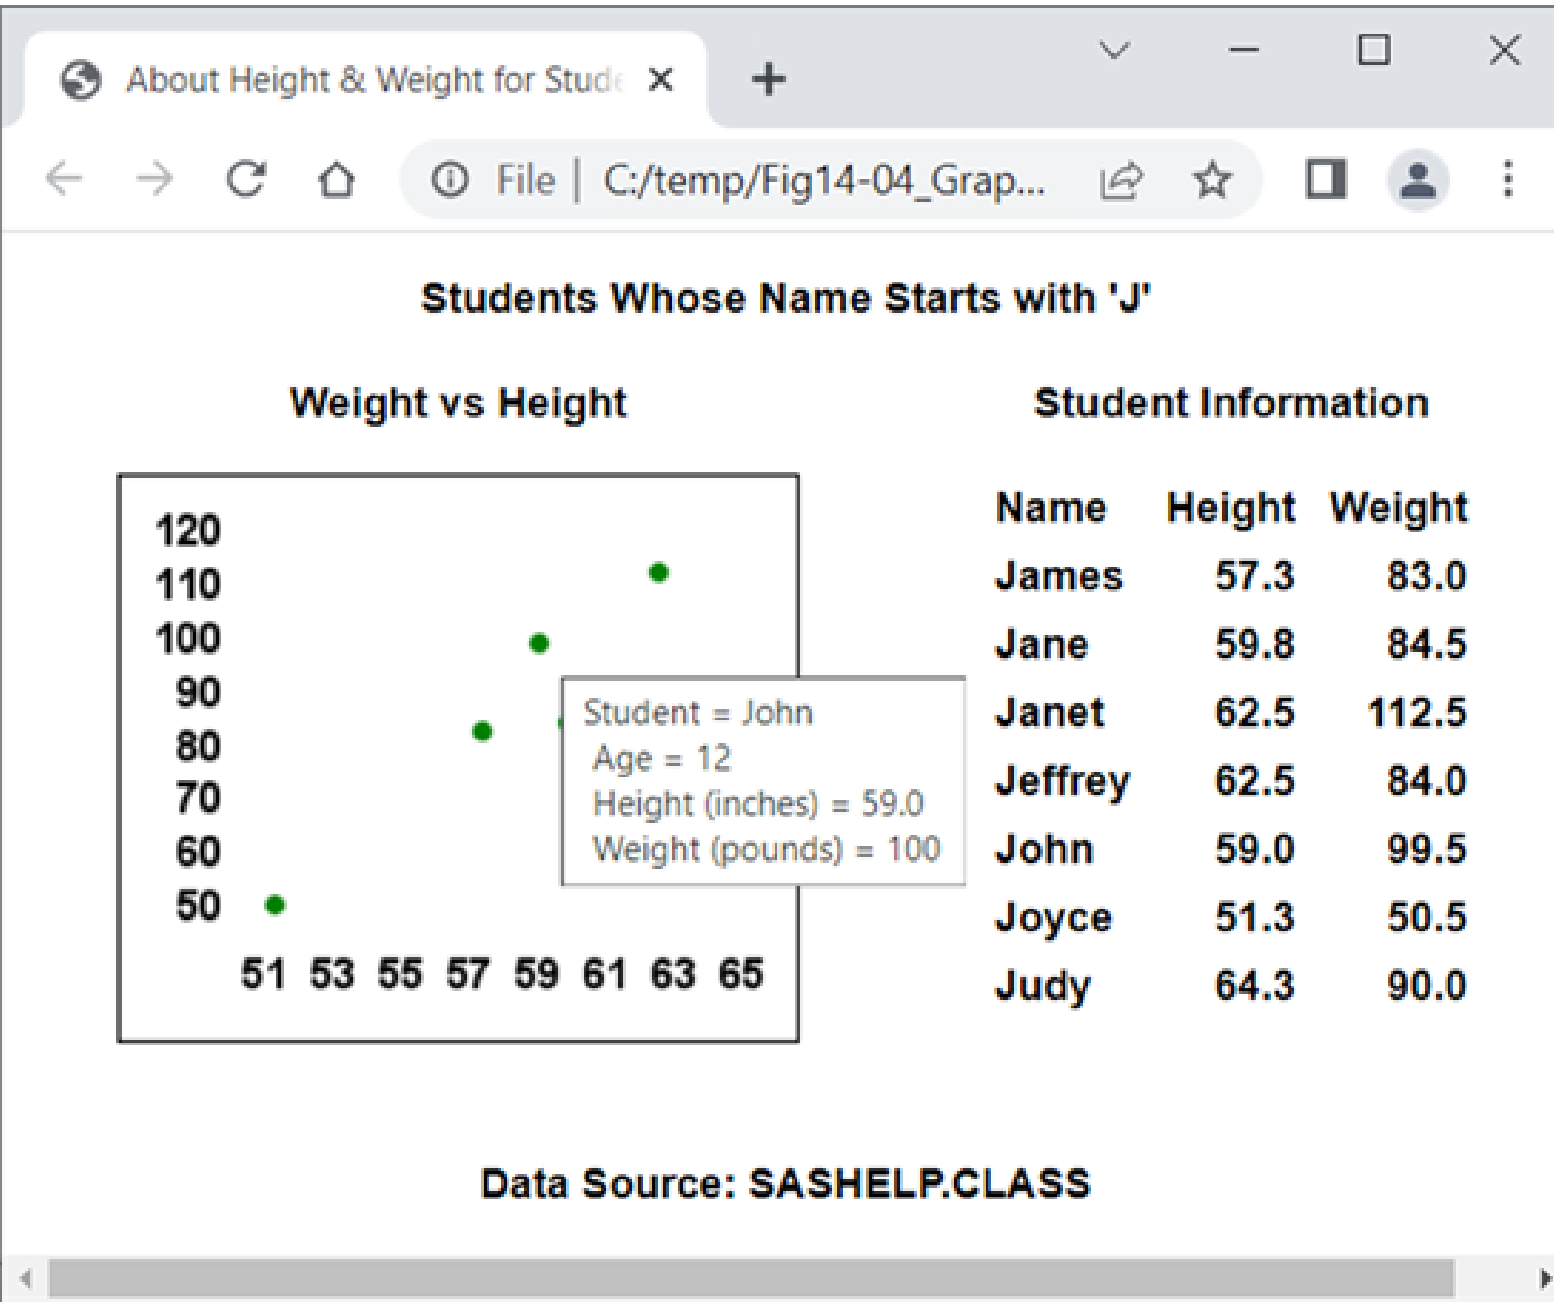 About Height & Weight for Stude
File | C:/temp/Fig14-04_Grap...
Students Whose Name Starts with 'J'
Weight vs Height
120
110
100
90
80
70
60
50
51 53 55 57 59 61 63 65
Student = John
Age = 12
Height (inches) = 59.0
Weight (pounds) = 100
Student Information
Name Height Weight
James 57.3 83.0
Jane 59.8 84.5
Janet 62.5 112.5
Jeffrey 62.5 84.0
John 59.0 99.5
Joyce 51.3 50.5
Judy 64.3 90.0
Data Source: SASHELP.CLASS